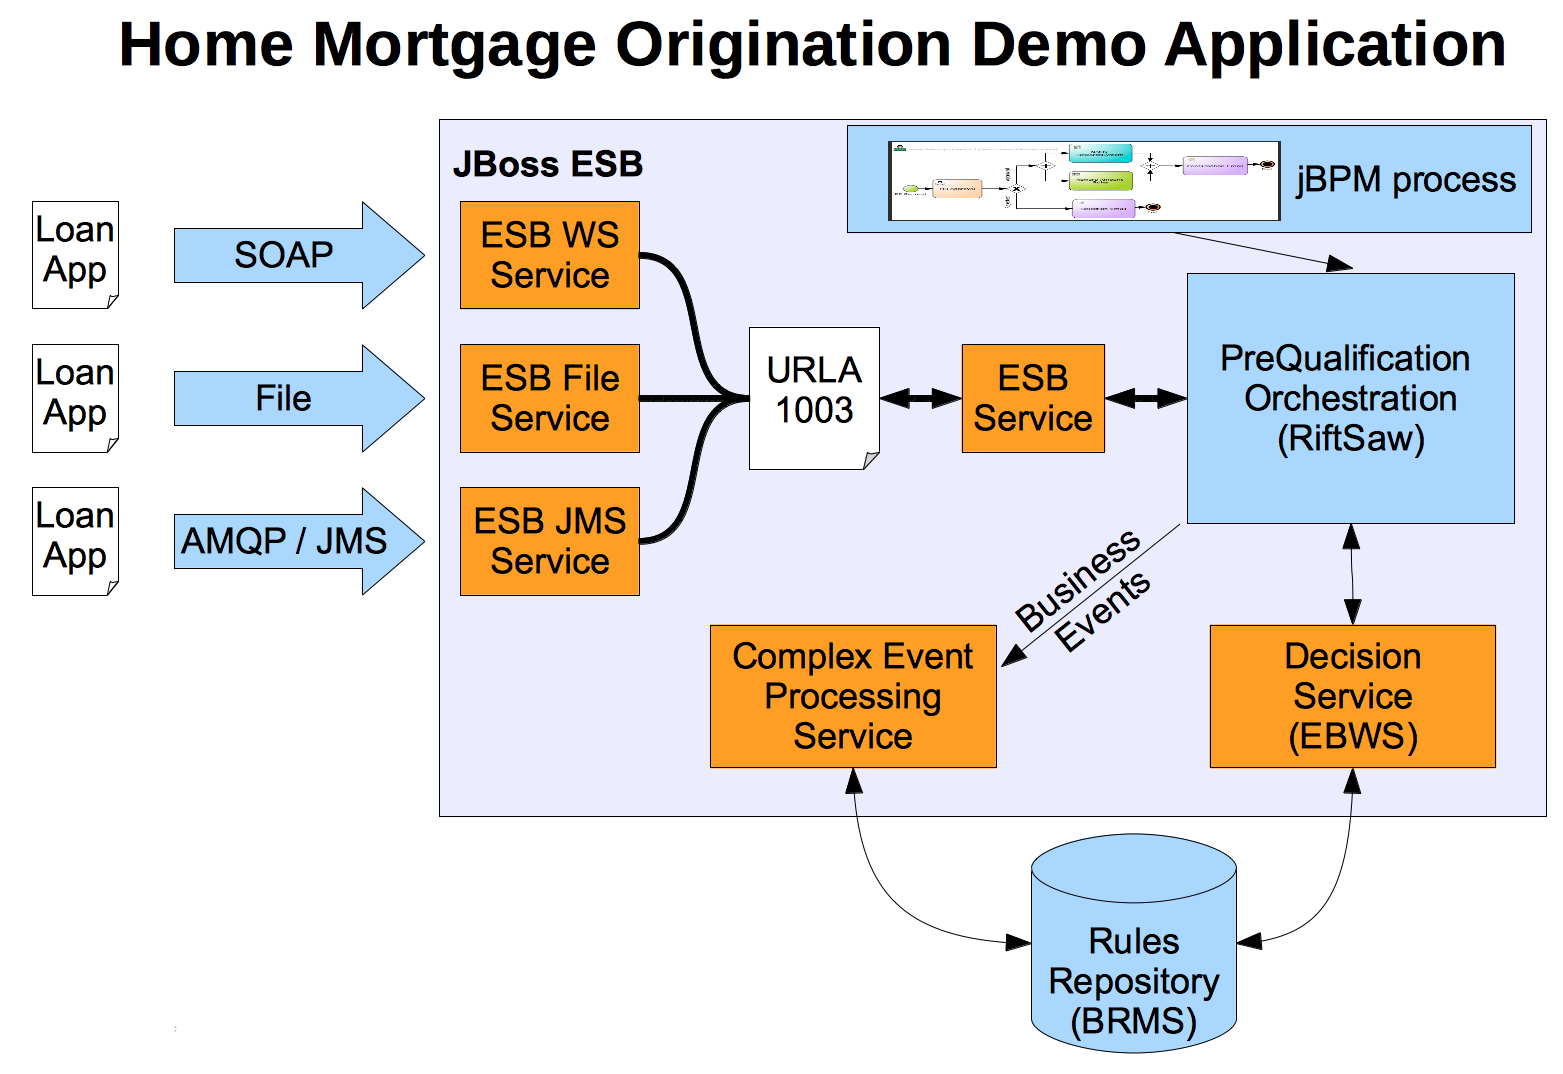 Home Mortgage Origination Demo Application
JBoss ESB
jBPM process
Loan
App
SOAP
ESB WS
Service
Loan
App
File
ESB File
Service
URLA
1003
ESB
Service
PreQualification
Orchestration
(RiftSaw)
Loan
App
AMQP / JMS
ESB JMS
Service
Business
Events
Complex Event
Processing
Service
Decision
Service
(EBWS)
Rules
Repository
(BRMS)